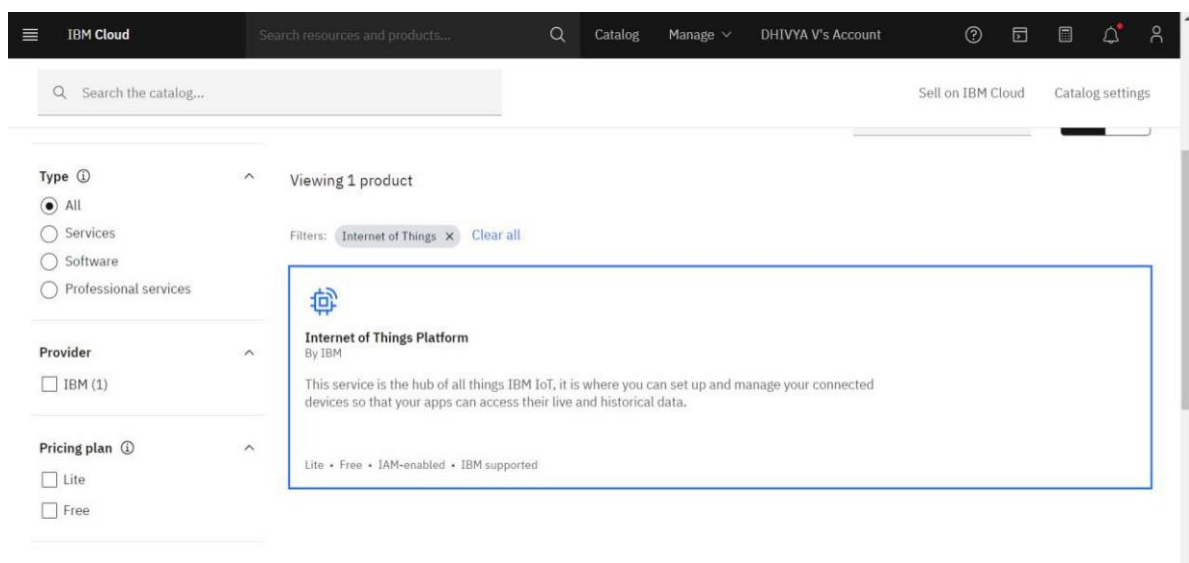 IBM Cloud
Search resources and products...
Catalog
Manage
DHIVYA V's Account
Search the catalog...
Sell on IBM Cloud
Catalog settings
Type
All
Services
Software
Professional services
Provider
IBM (1)
Pricing plan
Lite
Free
Viewing 1 product
Filters: Internet of Things × Clear all
Internet of Things Platform
By IBM
This service is the hub of all things IBM IoT, it is where you can set up and manage your connected
devices so that your apps can access their live and historical data.
Lite • Free • IAM-enabled • IBM supported